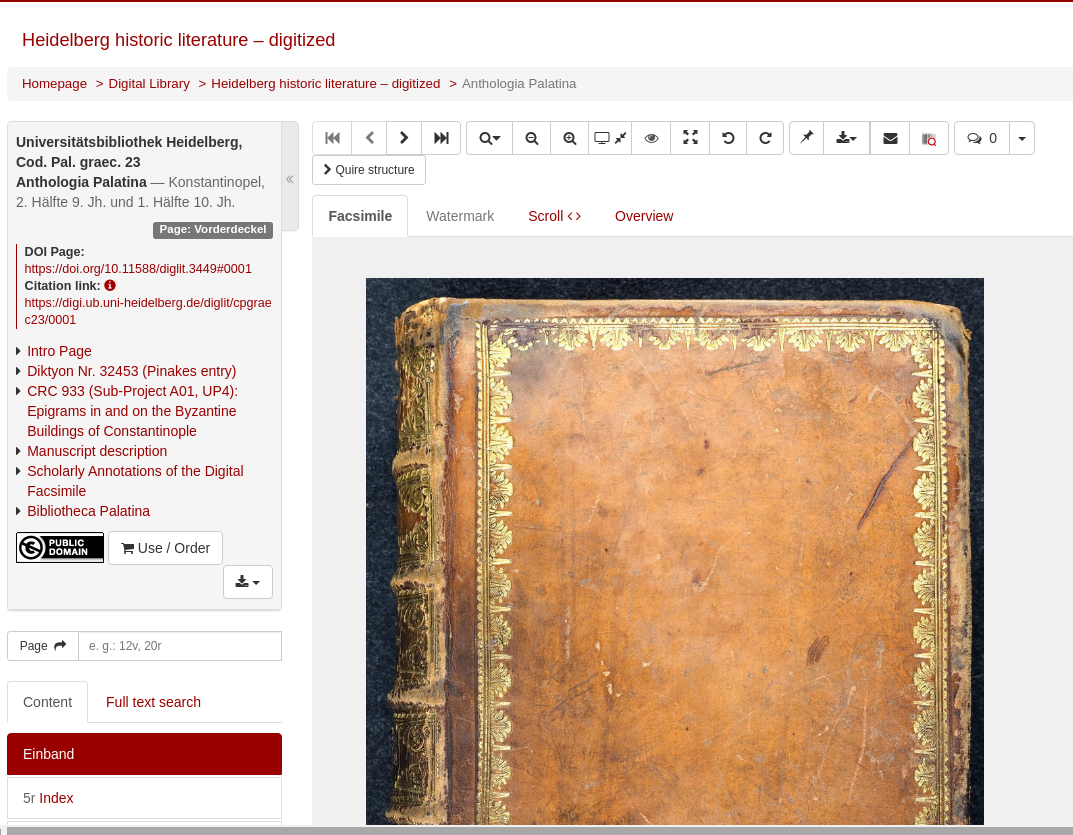 Heidelberg historic literature – digitized
Homepage > Digital Library > Heidelberg historic literature – digitized > Anthologia Palatina
Universitätsbibliothek Heidelberg,
Cod. Pal. graec. 23
Anthologia Palatina — Konstantinopel,
2. Hälfte 9. Jh. und 1. Hälfte 10. Jh.
Page: Vorderdeckel
DOI Page:
https://doi.org/10.11588/diglit.3449#0001
Citation link:
https://digi.ub.uni-heidelberg.de/diglit/cpgrae
c23/0001
Intro Page
Diktyon Nr. 32453 (Pinakes entry)
CRC 933 (Sub-Project A01, UP4):
Epigrams in and on the Byzantine
Buildings of Constantinople
Manuscript description
Scholarly Annotations of the Digital
Facsimile
Bibliotheca Palatina
PUBLIC
DOMAIN
Use / Order
Page
e. g.: 12v, 20r
Content Full text search
Einband
5r Index
«
0
Quire structure
Facsimile Watermark Scroll Overview